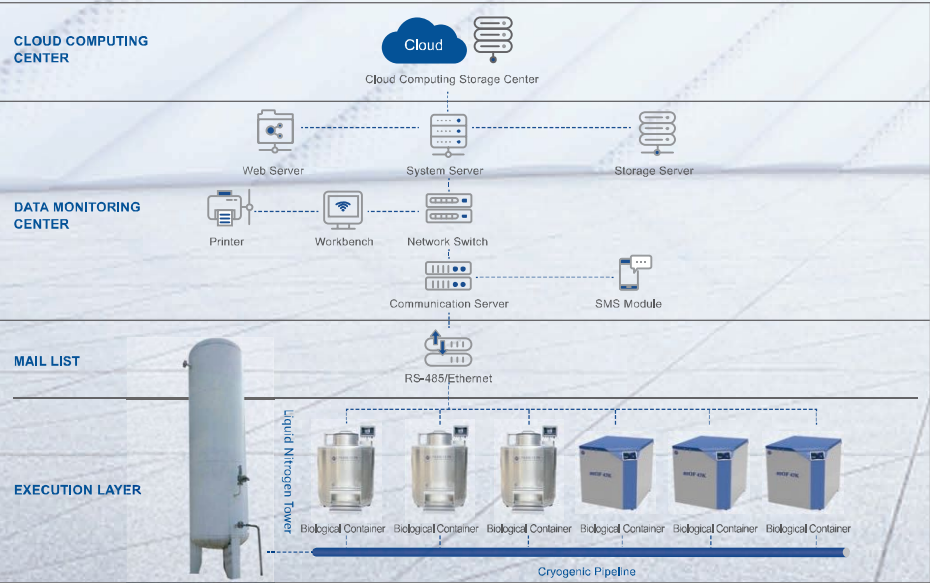 CLOUD COMPUTING
CENTER
Cloud
Cloud Computing Storage Center
Web Server
System Server
Storage Server
DATA MONITORING
CENTER
Printer
Workbench
Network Switch
Communication Server
SMS Module
MAIL LIST
RS-485/Ethernet
EXECUTION LAYER
Liquid Nitrogen Tower
Biological Container
Biological Container
Biological Container
Biological Container
Biological Container
Biological Container
Cryogenic Pipeline